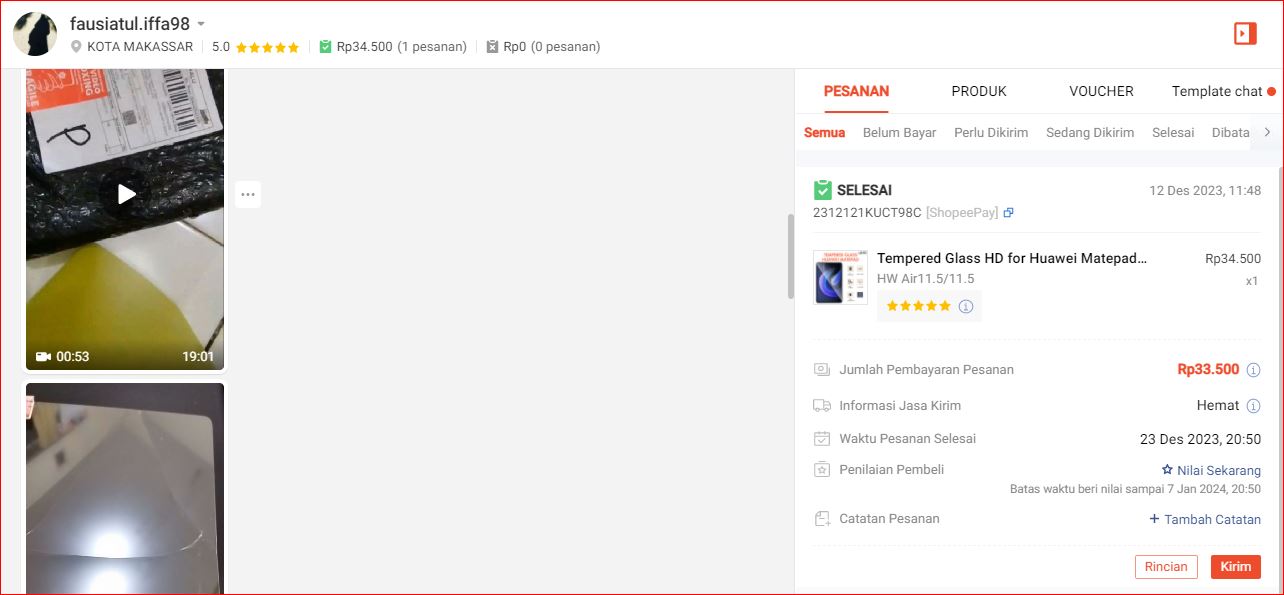 fausiatul.iffa98
KOTA MAKASSAR 5.0 Rp34.500 (1 pesanan) Rp0 (0 pesanan)
PESANAN PRODUK VOUCHER Template chat
Semua Belum Bayar Perlu Dikirim Sedang Dikirim Selesai Dibata
00:53 19:01
SELESAI 12 Des 2023, 11:48
2312121KUCT98C [ShopeePay]
Tempered Glass HD for Huawei Matepad... Rp34.500
HW Air11.5/11.5 x1
Jumlah Pembayaran Pesanan Rp33.500
Informasi Jasa Kirim Hemat
Waktu Pesanan Selesai 23 Des 2023, 20:50
Penilaian Pembeli Nilai Sekarang
Batas waktu beri nilai sampai 7 Jan 2024, 20:50
Catatan Pesanan + Tambah Catatan
Rincian Kirim